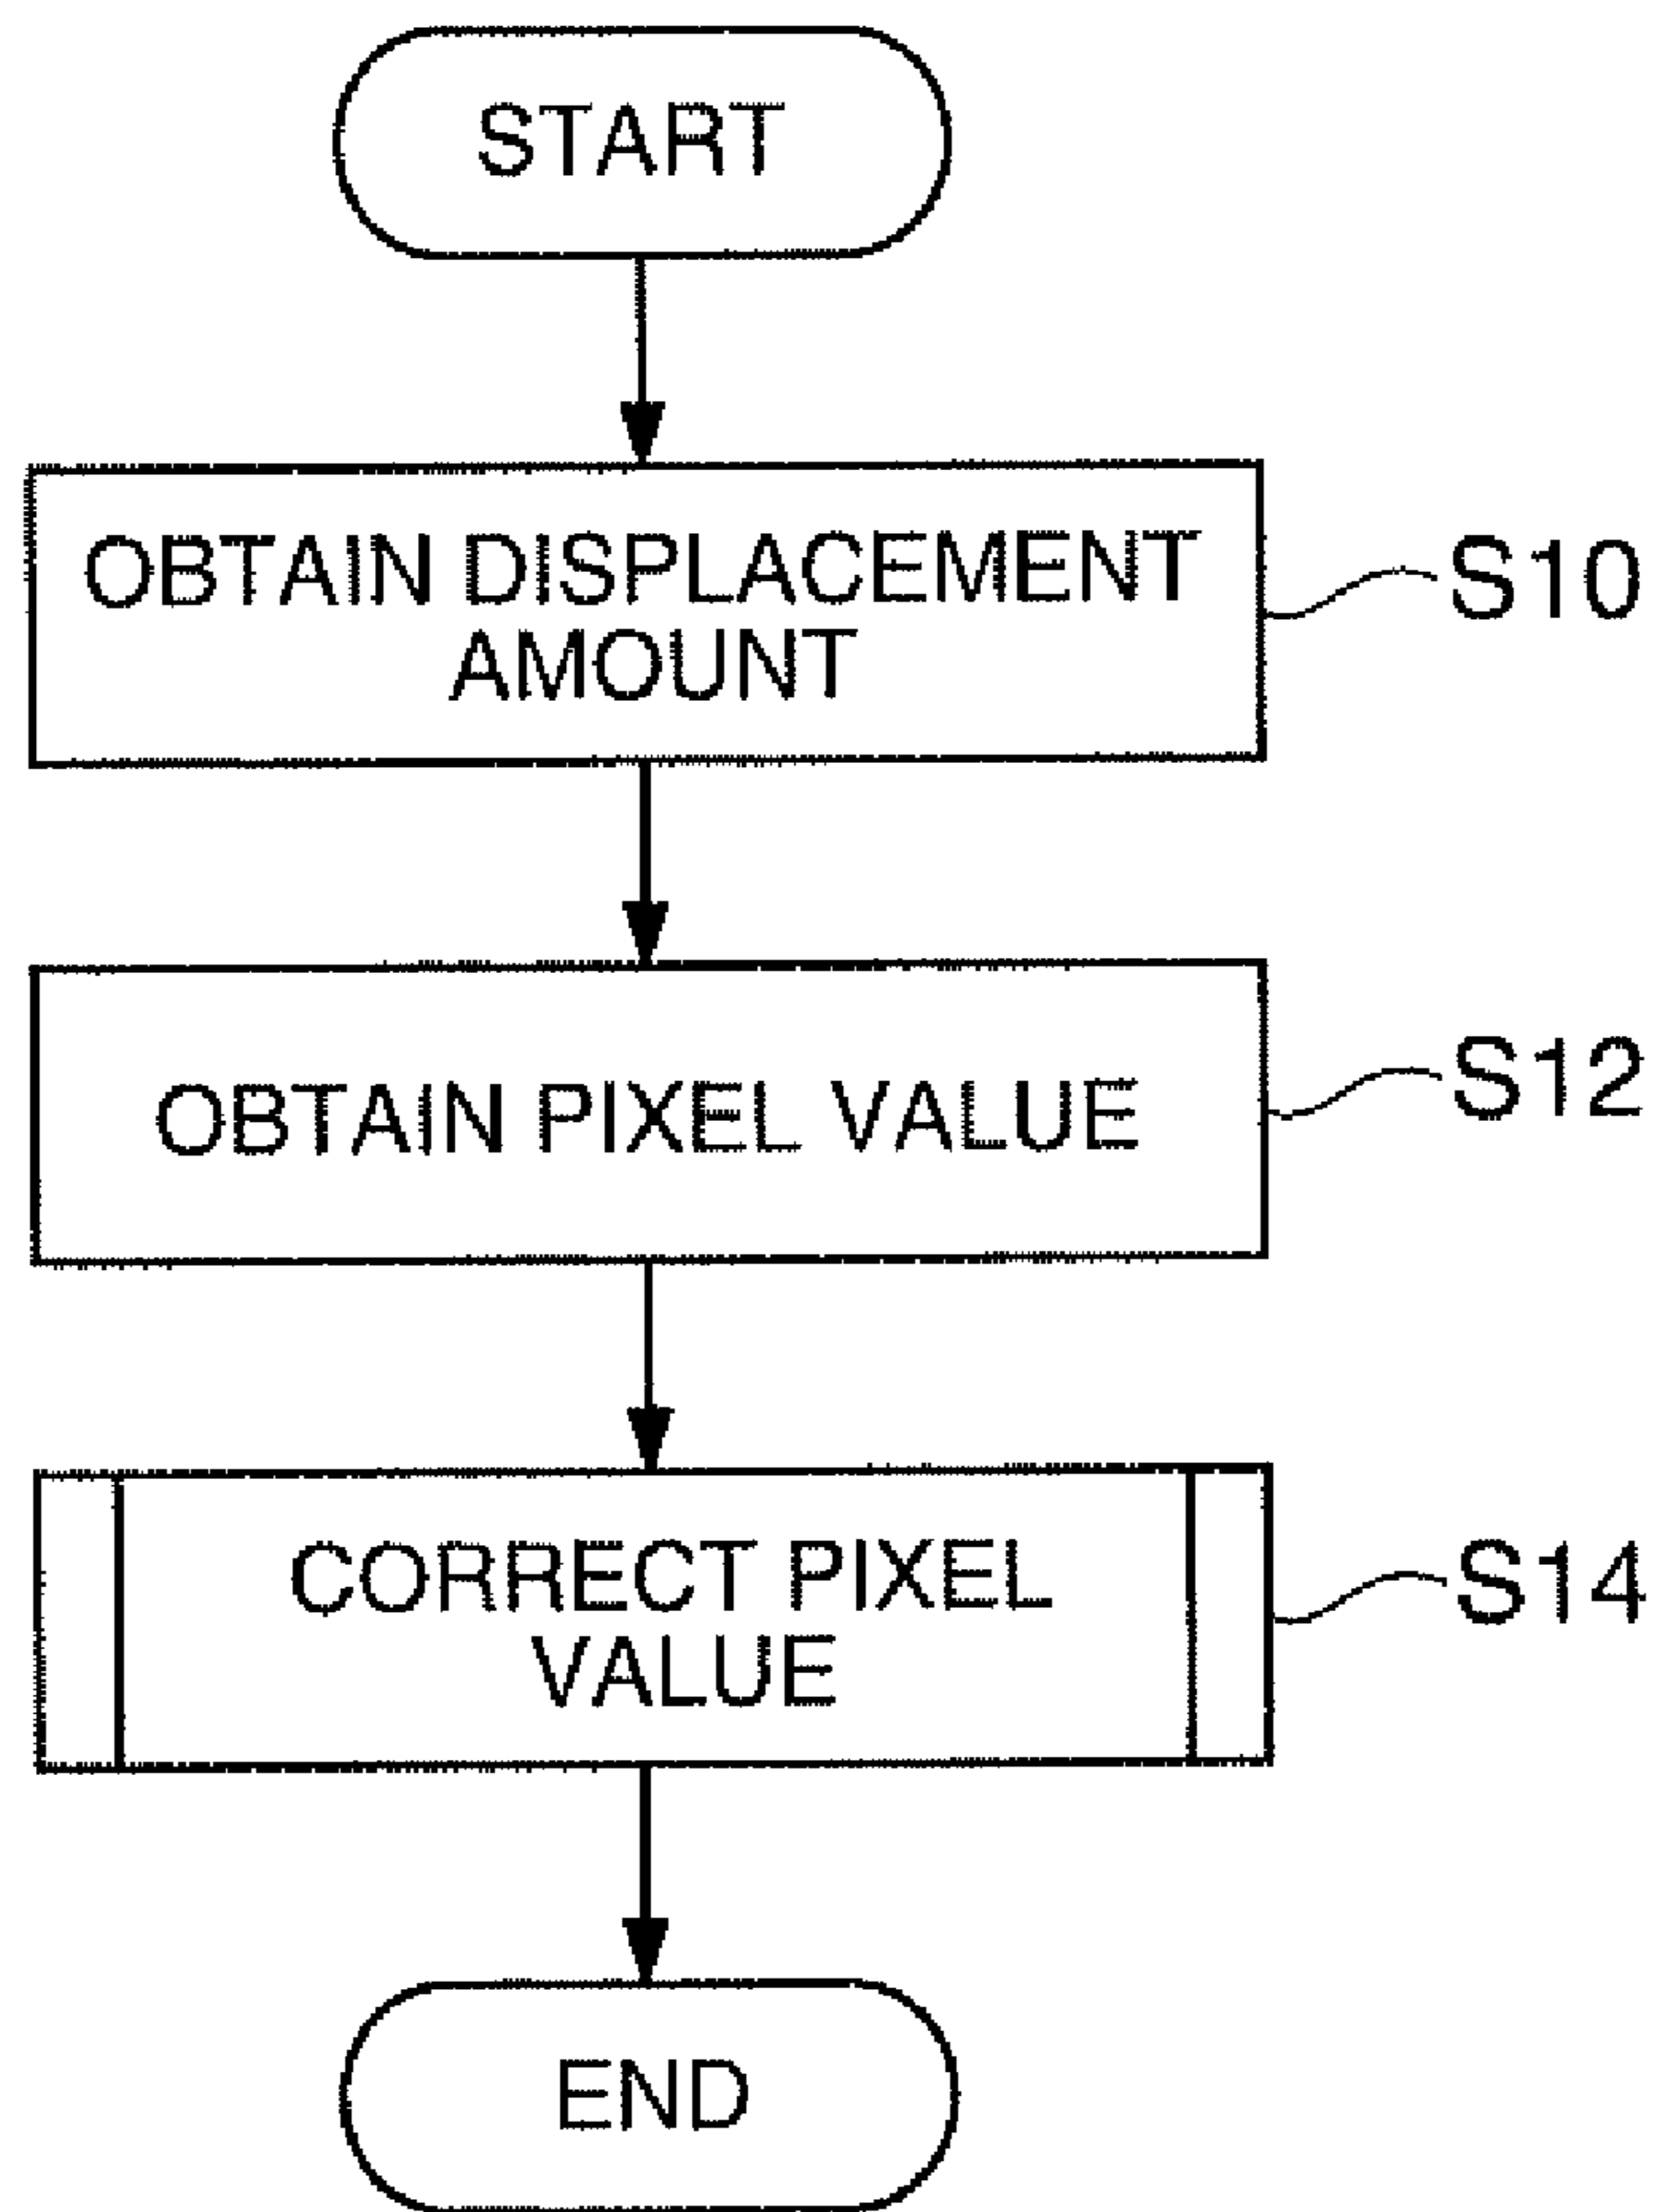 START
OBTAIN DISPLACEMENT
AMOUNT
S10
OBTAIN PIXEL VALUE
S12
CORRECT PIXEL
VALUE
S14
END